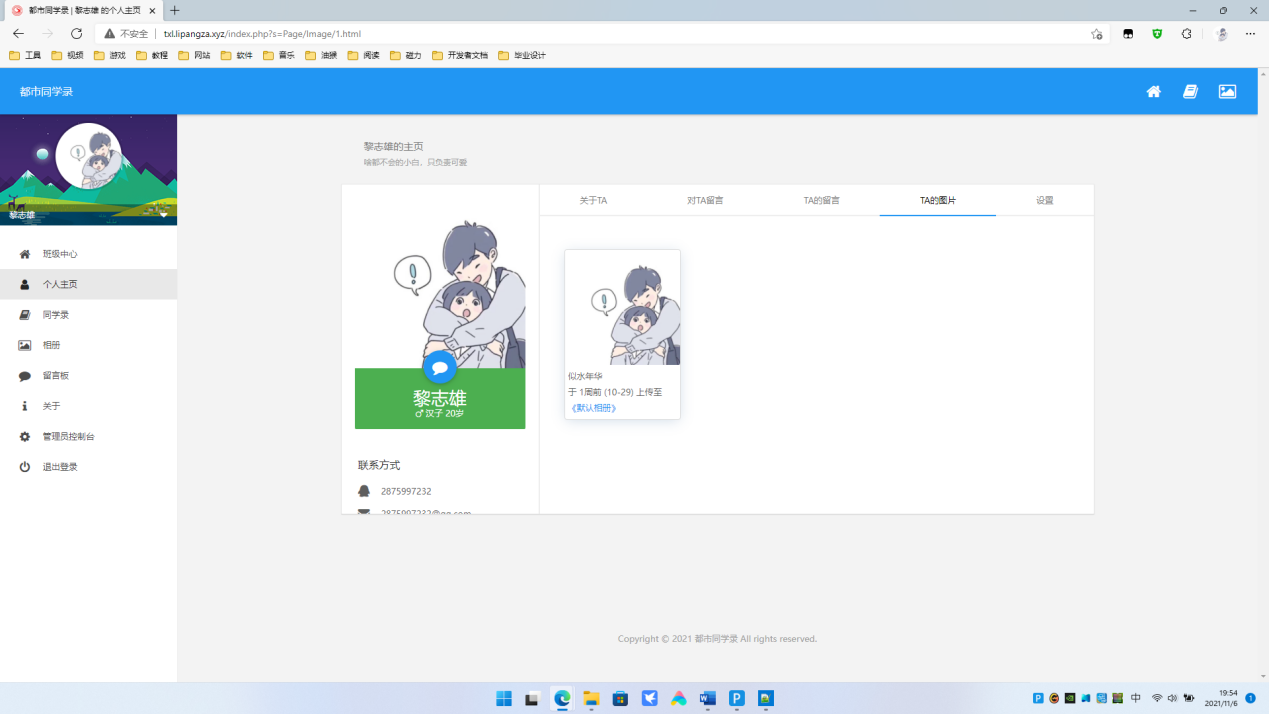 都市同学录 | 黎志雄 的个人主页
不安全 | txl.lipangza.xyz/index.php?s=Page/Image/1.html
工具 视频 游戏 教程 网站 软件 音乐 油猴 阅读 磁力 开发者文档 毕业设计
都市同学录
黎志雄
班级中心
个人主页
同学录
相册
留言板
关于
管理员控制台
退出登录
黎志雄的主页
啥都不会的小白，只负责可爱
黎志雄
♂ 汉子 20岁
联系方式
2875997232
2875997232@qq.com
关于TA 对TA留言 TA的留言 TA的图片 设置
似水年华
于 1周前 (10-29) 上传至
《默认相册》
Copyright © 2021 都市同学录 All rights reserved.
中
19:54
2021/11/6
1